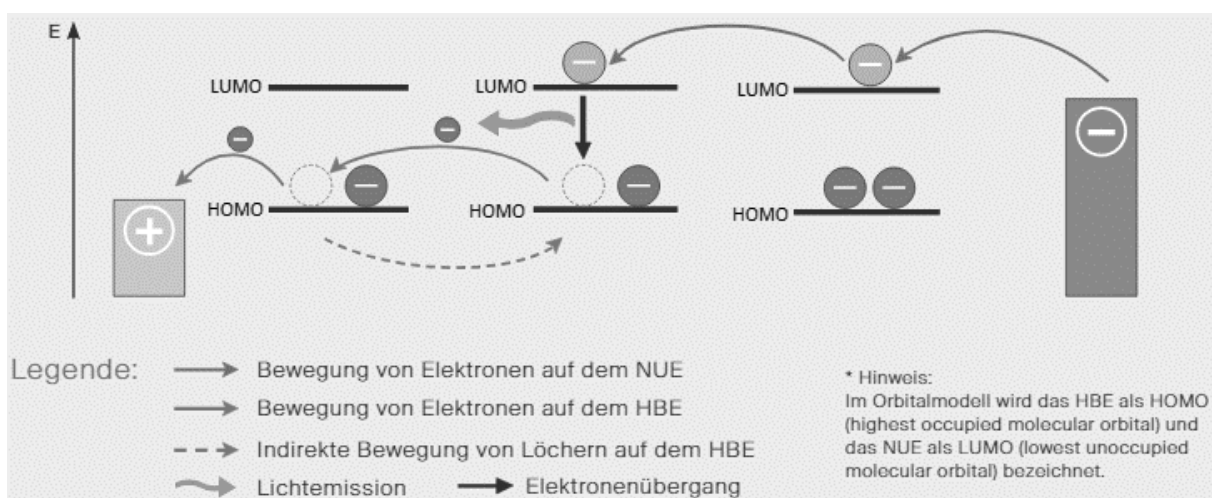 E
LUMO
LUMO
LUMO
HOMO
HOMO
HOMO
Legende:
Bewegung von Elektronen auf dem NUE
Bewegung von Elektronen auf dem HBE
Indirekte Bewegung von Löchern auf dem HBE
Lichtemission
Elektronenübergang
* Hinweis:
Im Orbitalmodell wird das HBE als HOMO
(highest occupied molecular orbital) und
das NUE als LUMO (lowest unoccupied
molecular orbital) bezeichnet.